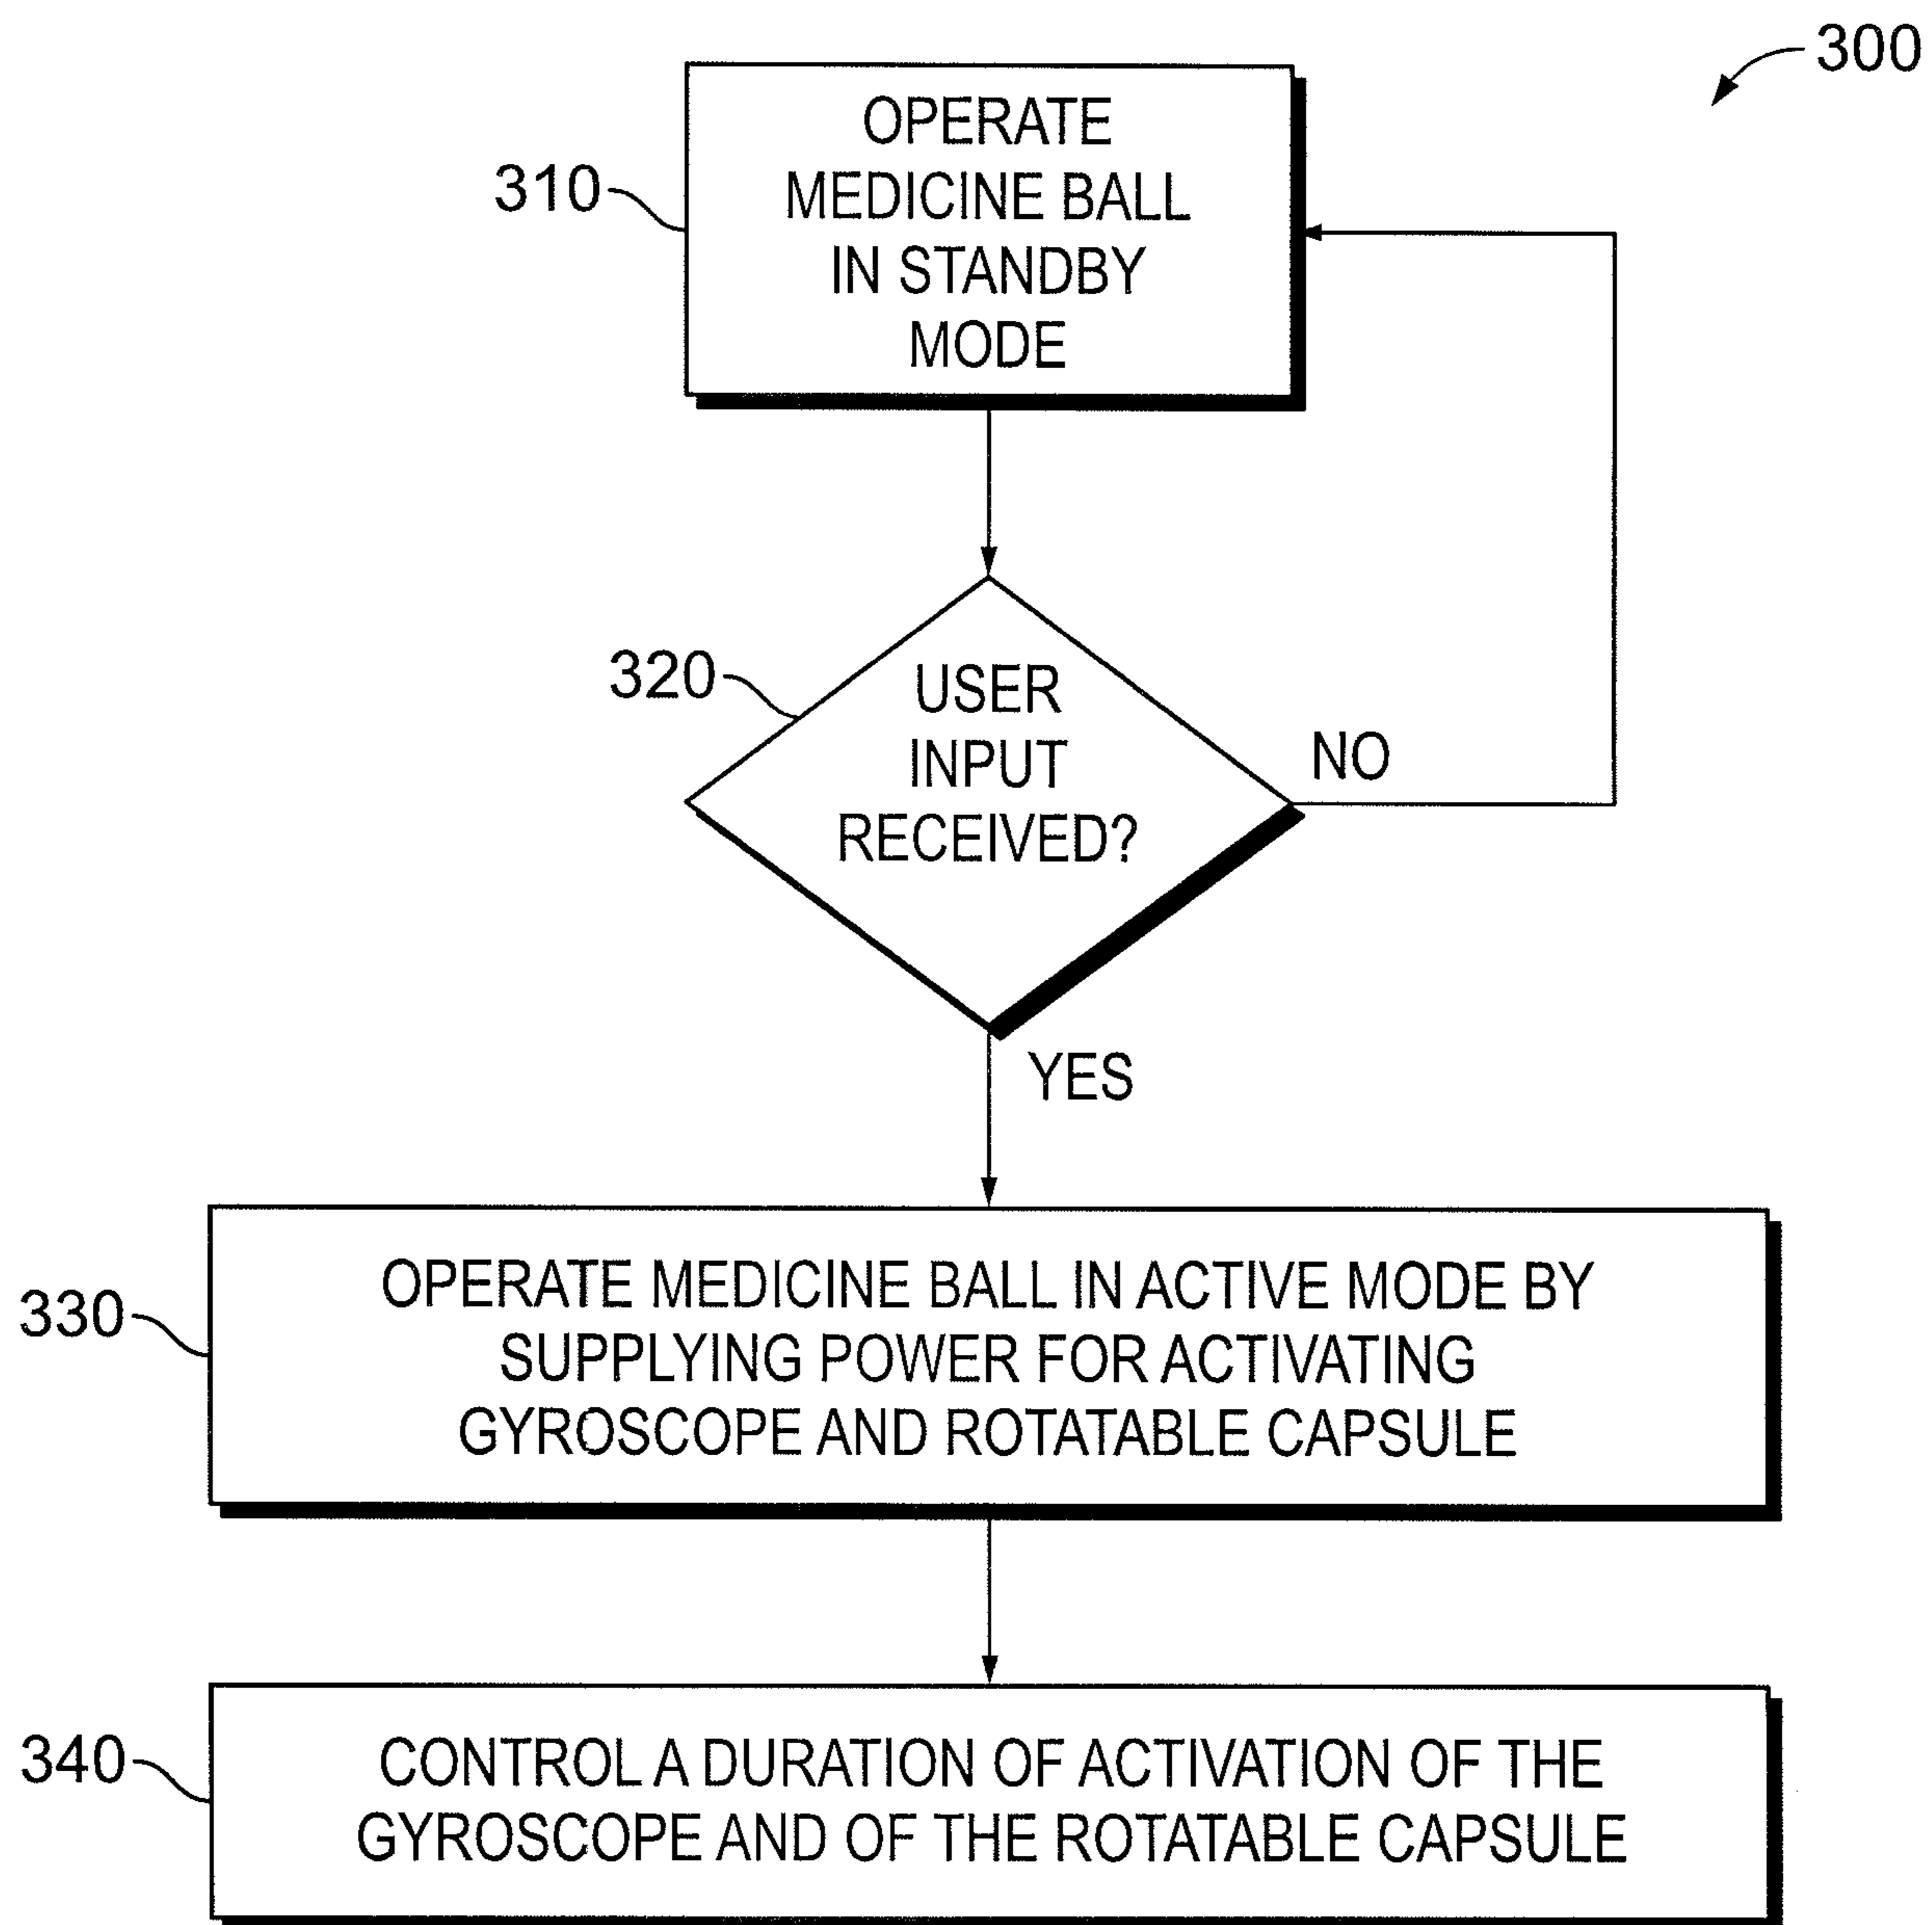 300
310
OPERATE
MEDICINE BALL
IN STANDBY
MODE
320
USER
INPUT
RECEIVED?
NO
YES
330
OPERATE MEDICINE BALL IN ACTIVE MODE BY
SUPPLYING POWER FOR ACTIVATING
GYROSCOPE AND ROTATABLE CAPSULE
340
CONTROL A DURATION OF ACTIVATION OF THE
GYROSCOPE AND OF THE ROTATABLE CAPSULE